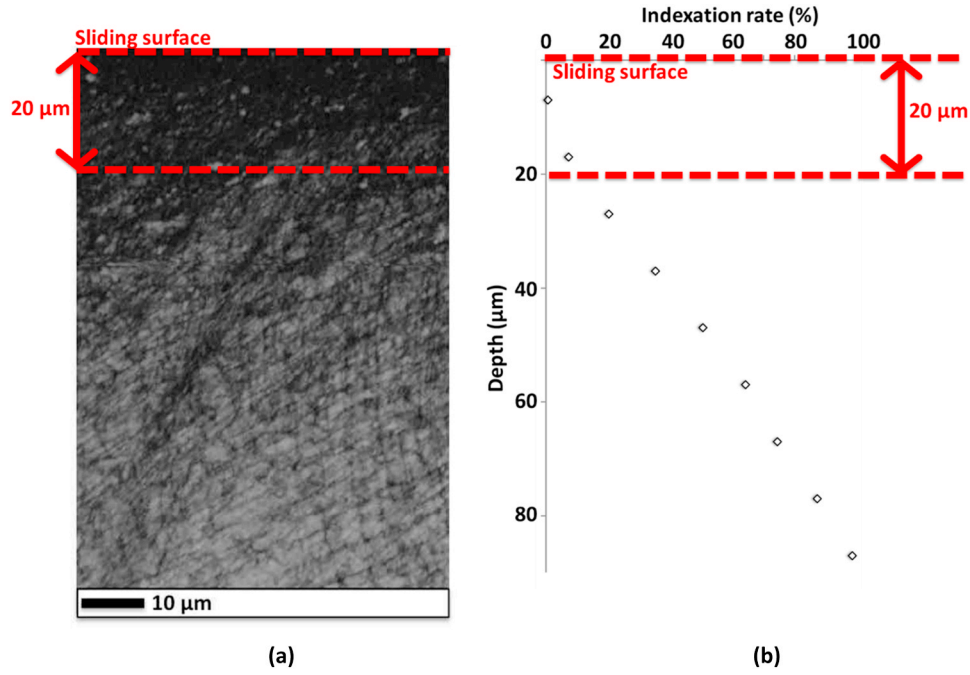 Sliding surface
20 µm
10 µm
(a)
Indexation rate (%)
0 20 40 60 80 100
Sliding surface
20 µm
20
40
60
80
Depth (µm)
(b)